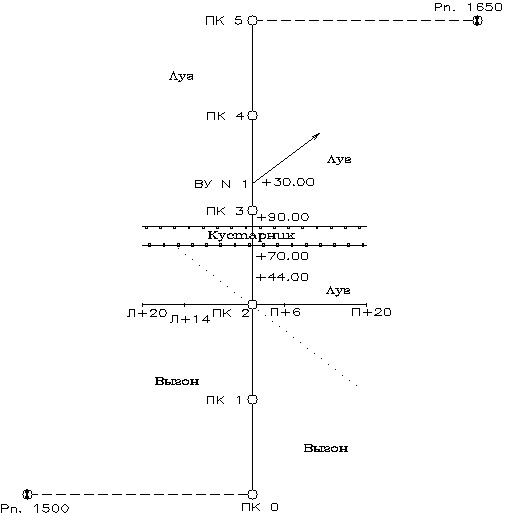 Рп. 1650
ПК 5
Луг
ПК 4
Луг
ВУ N 1
+30.00
ПК 3
+90.00
Кустарник
+70.00
+44.00
Луг
Л+20
Л+14
ПК 2
П+6
П+20
Выгон
ПК 1
Выгон
Рп. 1500
ПК 0